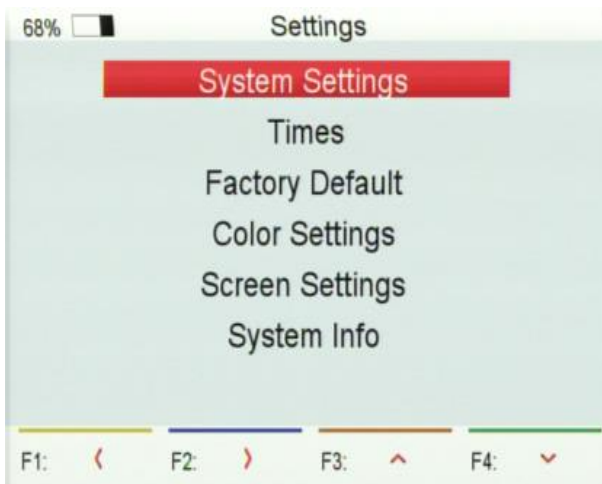 68% Settings
System Settings
Times
Factory Default
Color Settings
Screen Settings
System Info
F1: < F2: > F3: ^ F4: ⌄